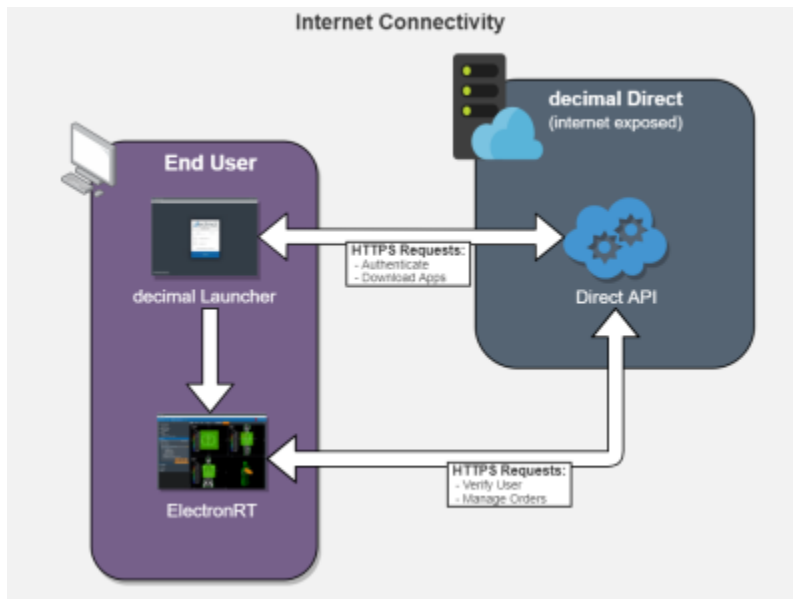 Internet Connectivity
decimal Direct
(internet exposed)
End User
HTTPS Requests:
- Authenticate
- Download Apps
decimal Launcher
Direct API
HTTPS Requests:
- Verify User
- Manage Orders
ElectronRT